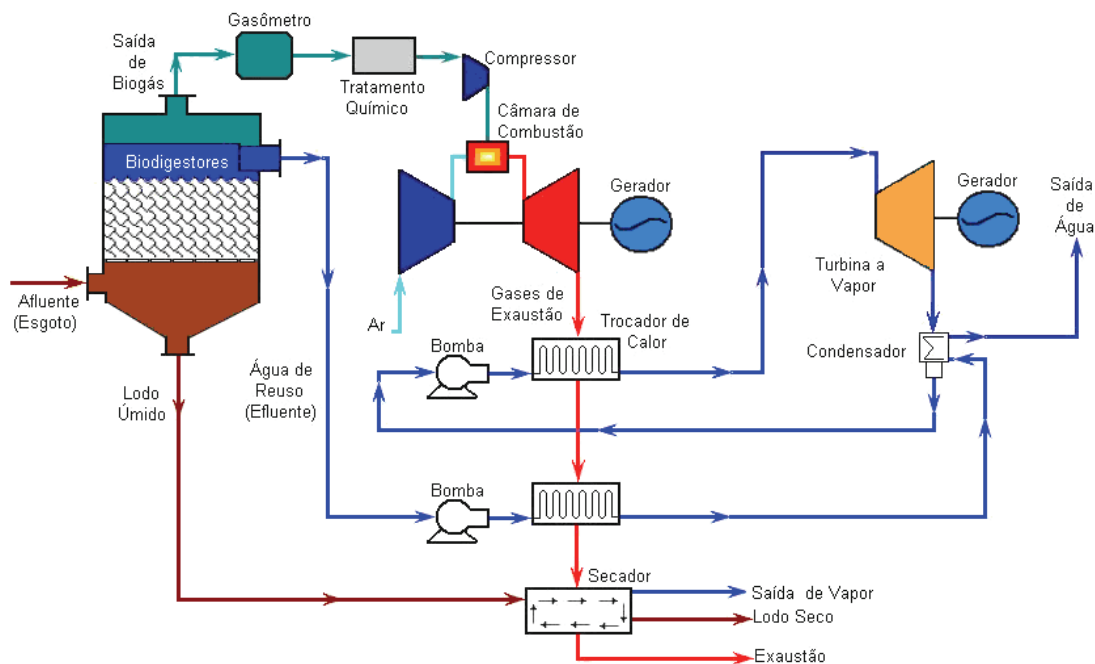 Gasômetro
Saída
de
Biogás
Compressor
Tratamento
Químico
Câmara de
Combustão
Biodigestores
Gerador
Gerador
Saída
de
Água
Turbina a
Vapor
Afluente
(Esgoto)
Gases de
Exaustão
Ar
Trocador de
Calor
Bomba
Condensador
Lodo
Úmido
Água de
Reuso
(Efluente)
Bomba
Secador
Saída de Vapor
Lodo Seco
Exaustão